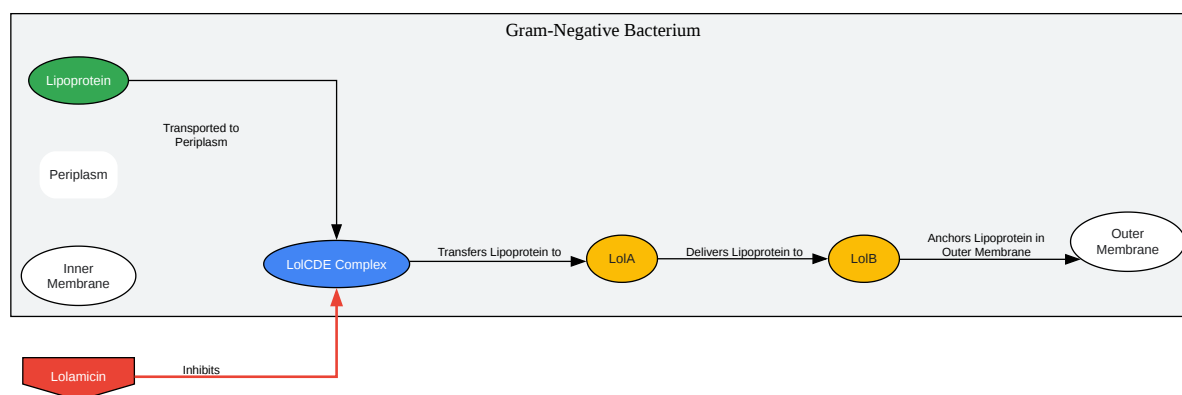 Gram-Negative Bacterium
Lipoprotein
Transported to
Periplasm
Periplasm
Inner
Membrane
LolCDE Complex
Transfers Lipoprotein to
LolA
Delivers Lipoprotein to
LolB
Anchors Lipoprotein in
Outer Membrane
Outer
Membrane
Lolamicin
Inhibits